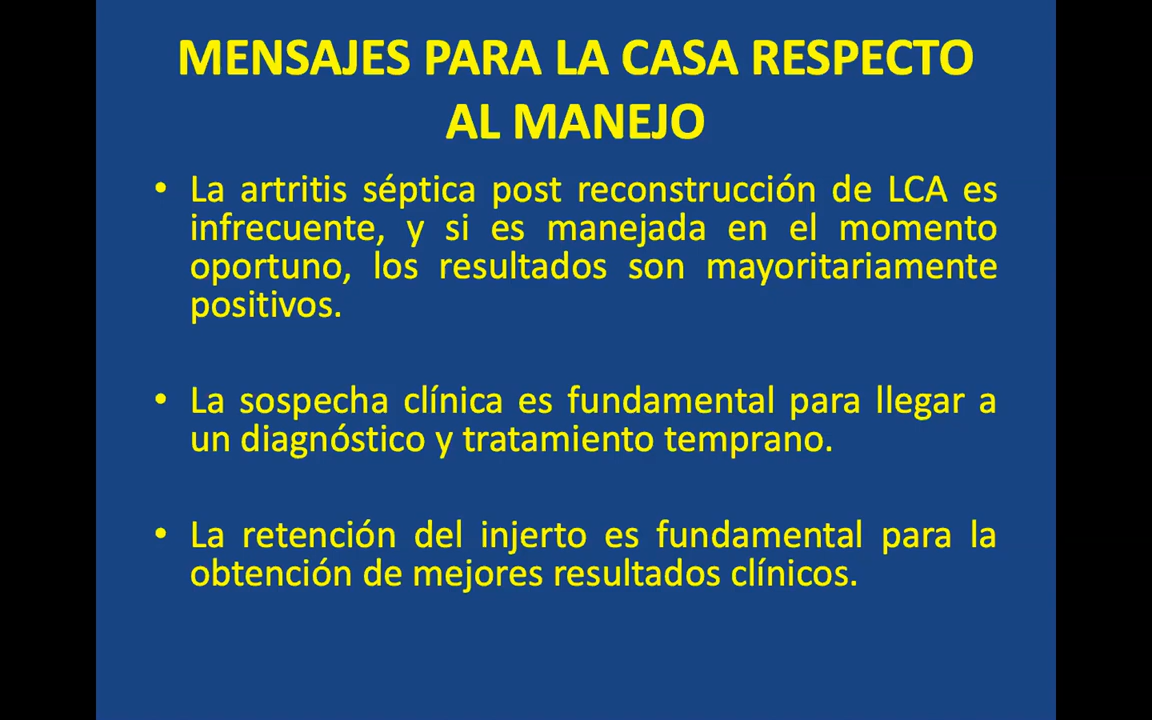 MENSAJES PARA LA CASA RESPECTO
AL MANEJO
• La artritis séptica post reconstrucción de LCA es
infrecuente, y si es manejada en el momento
oportuno, los resultados son mayoritariamente
positivos.
• La sospecha clínica es fundamental para llegar a
un diagnóstico y tratamiento temprano.
• La retención del injerto es fundamental para la
obtención de mejores resultados clínicos.